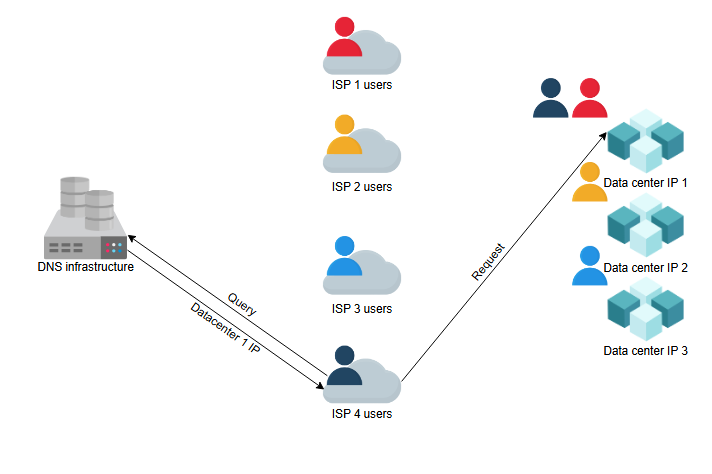 ISP 1 users
ISP 2 users
Data center IP 1
DNS infrastructure
Data center IP 2
Request
Query
Datacenter 1 IP
ISP 3 users
Data center IP 3
ISP 4 users